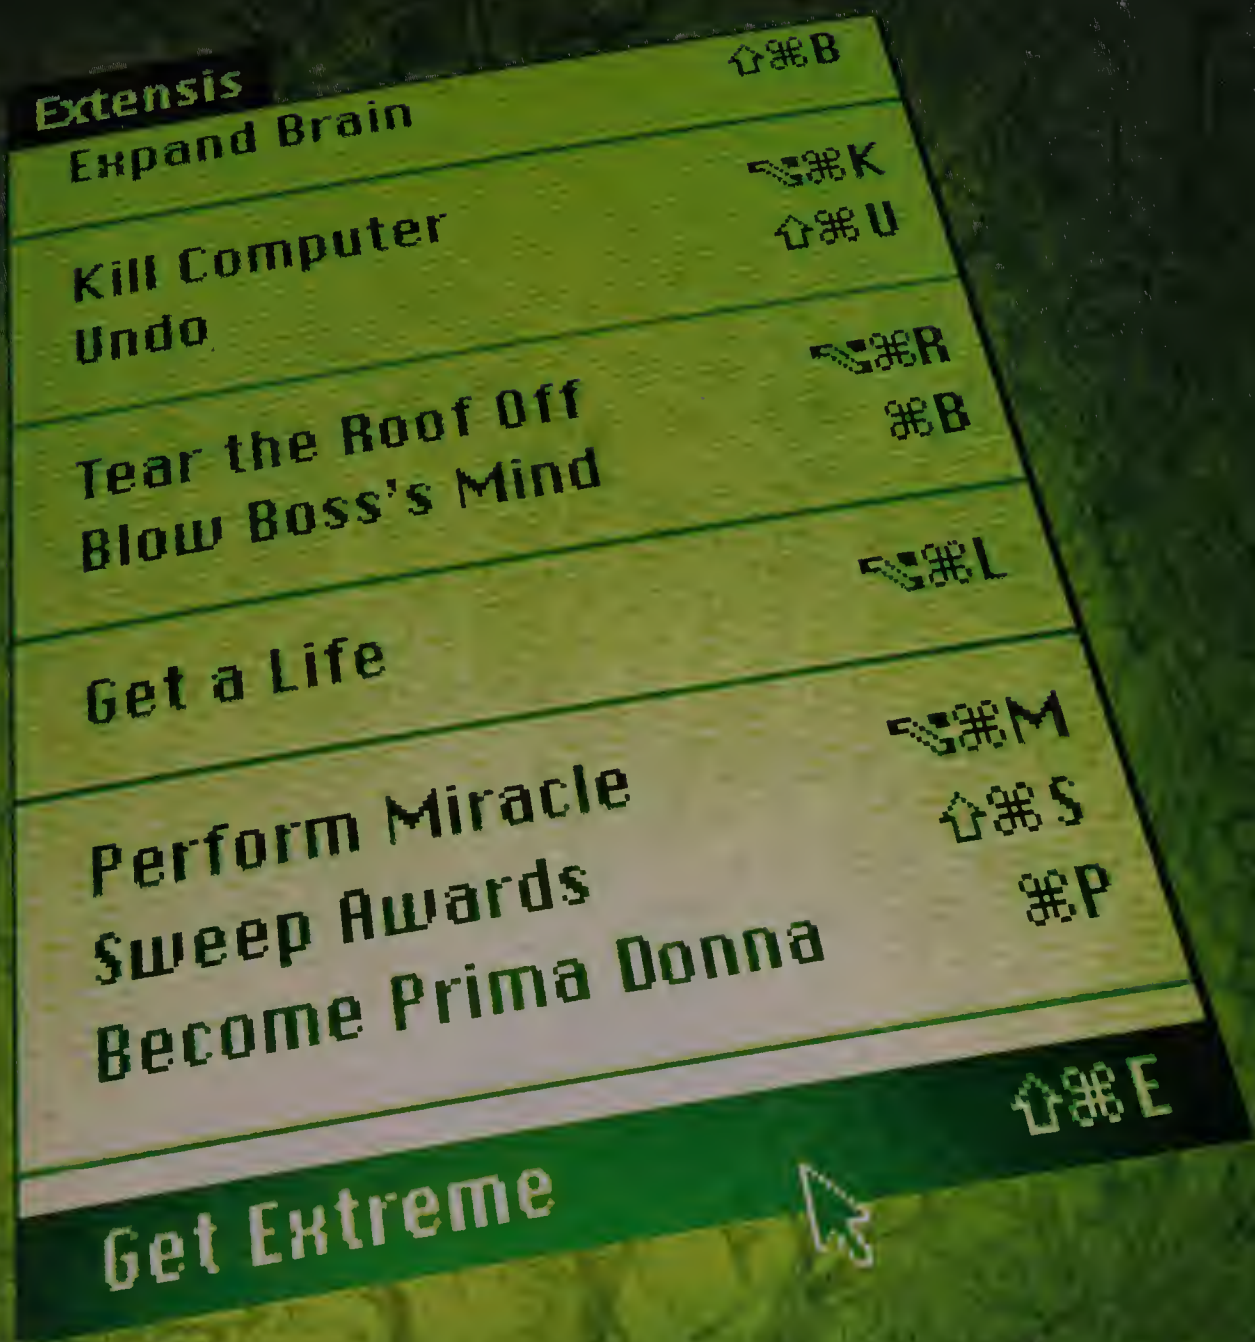 Extensis
Expand Brain ⇧⌘B
Kill Computer ⌥⌘K
Undo ⇧⌘U
Tear the Roof Off ⌥⌘R
Blow Boss's Mind ⌘B
Get a Life ⌥⌘L
Perform Miracle ⌥⌘M
Sweep Awards ⇧⌘S
Become Prima Donna ⌘P
Get Extreme ⇧⌘E